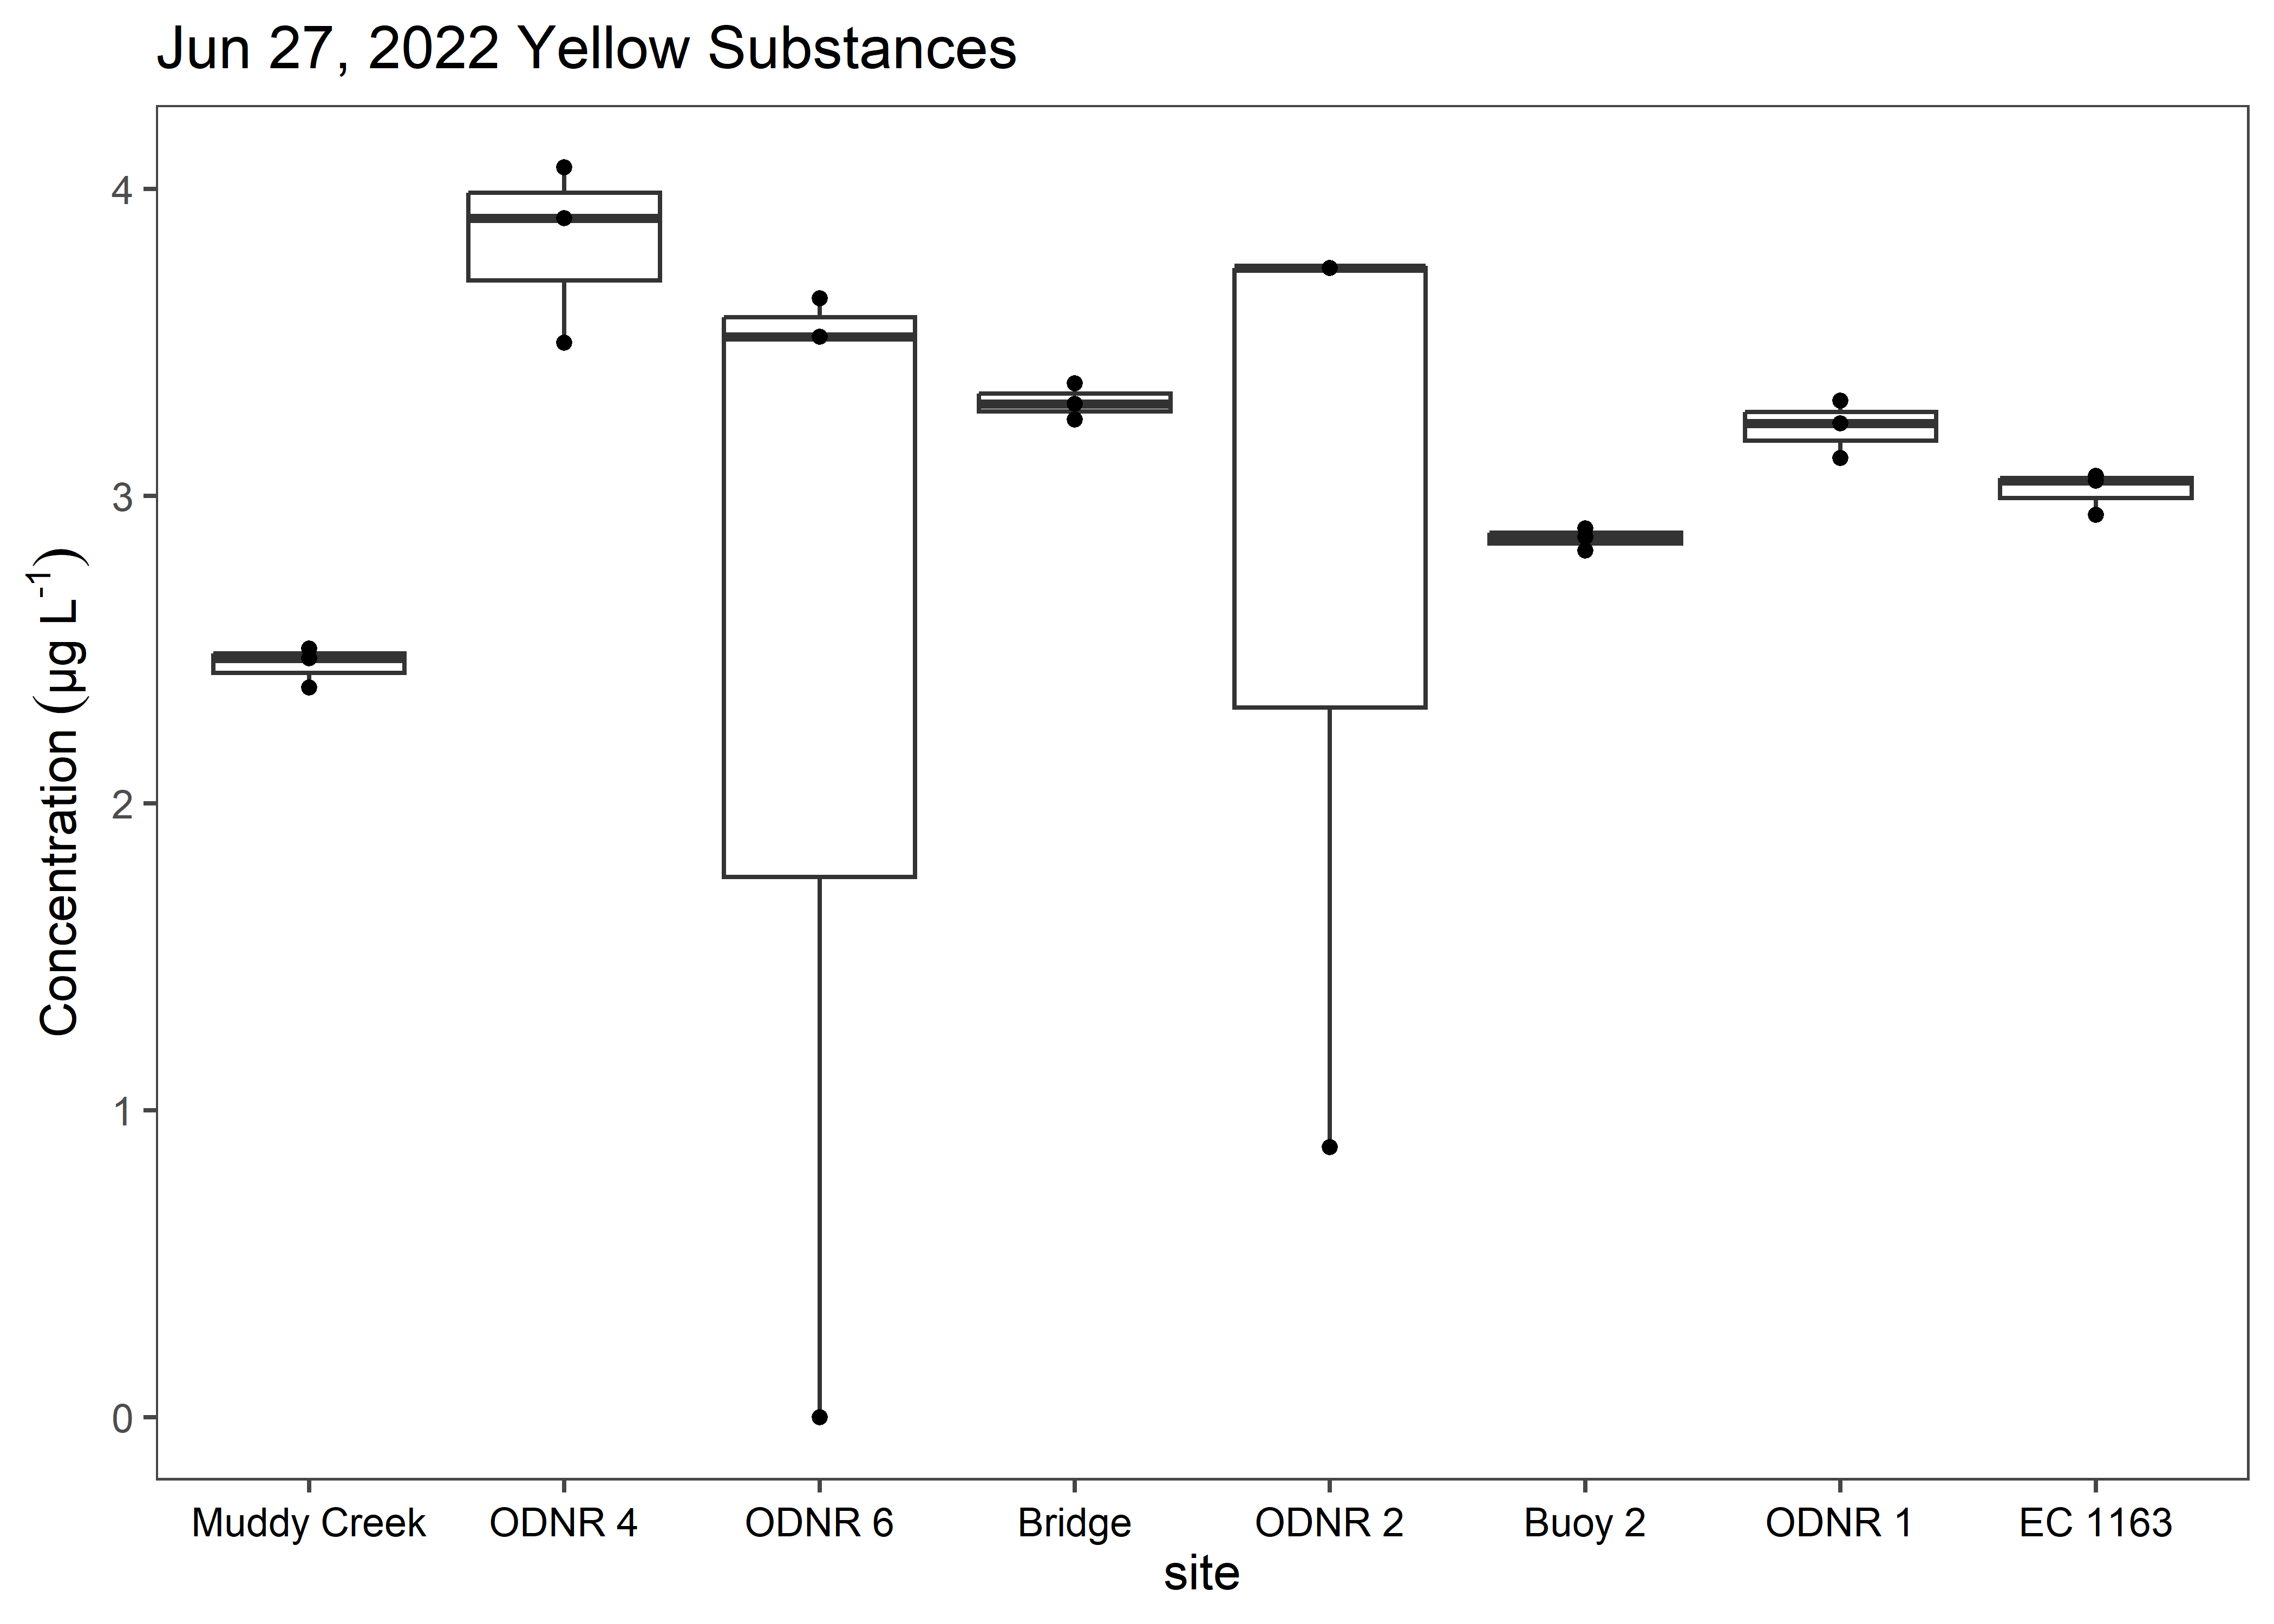 Jun 27, 2022 Yellow Substances
Concentration (µg L⁻¹)
4
3
2
1
0
Muddy Creek ODNR 4 ODNR 6 Bridge ODNR 2 Buoy 2 ODNR 1 EC 1163
site